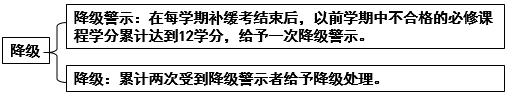 降级警示：在每学期补缓考结束后，以前学期中不合格的必修课
程学分累计达到12学分，给予一次降级警示。
降级
降级：累计两次受到降级警示者给予降级处理。